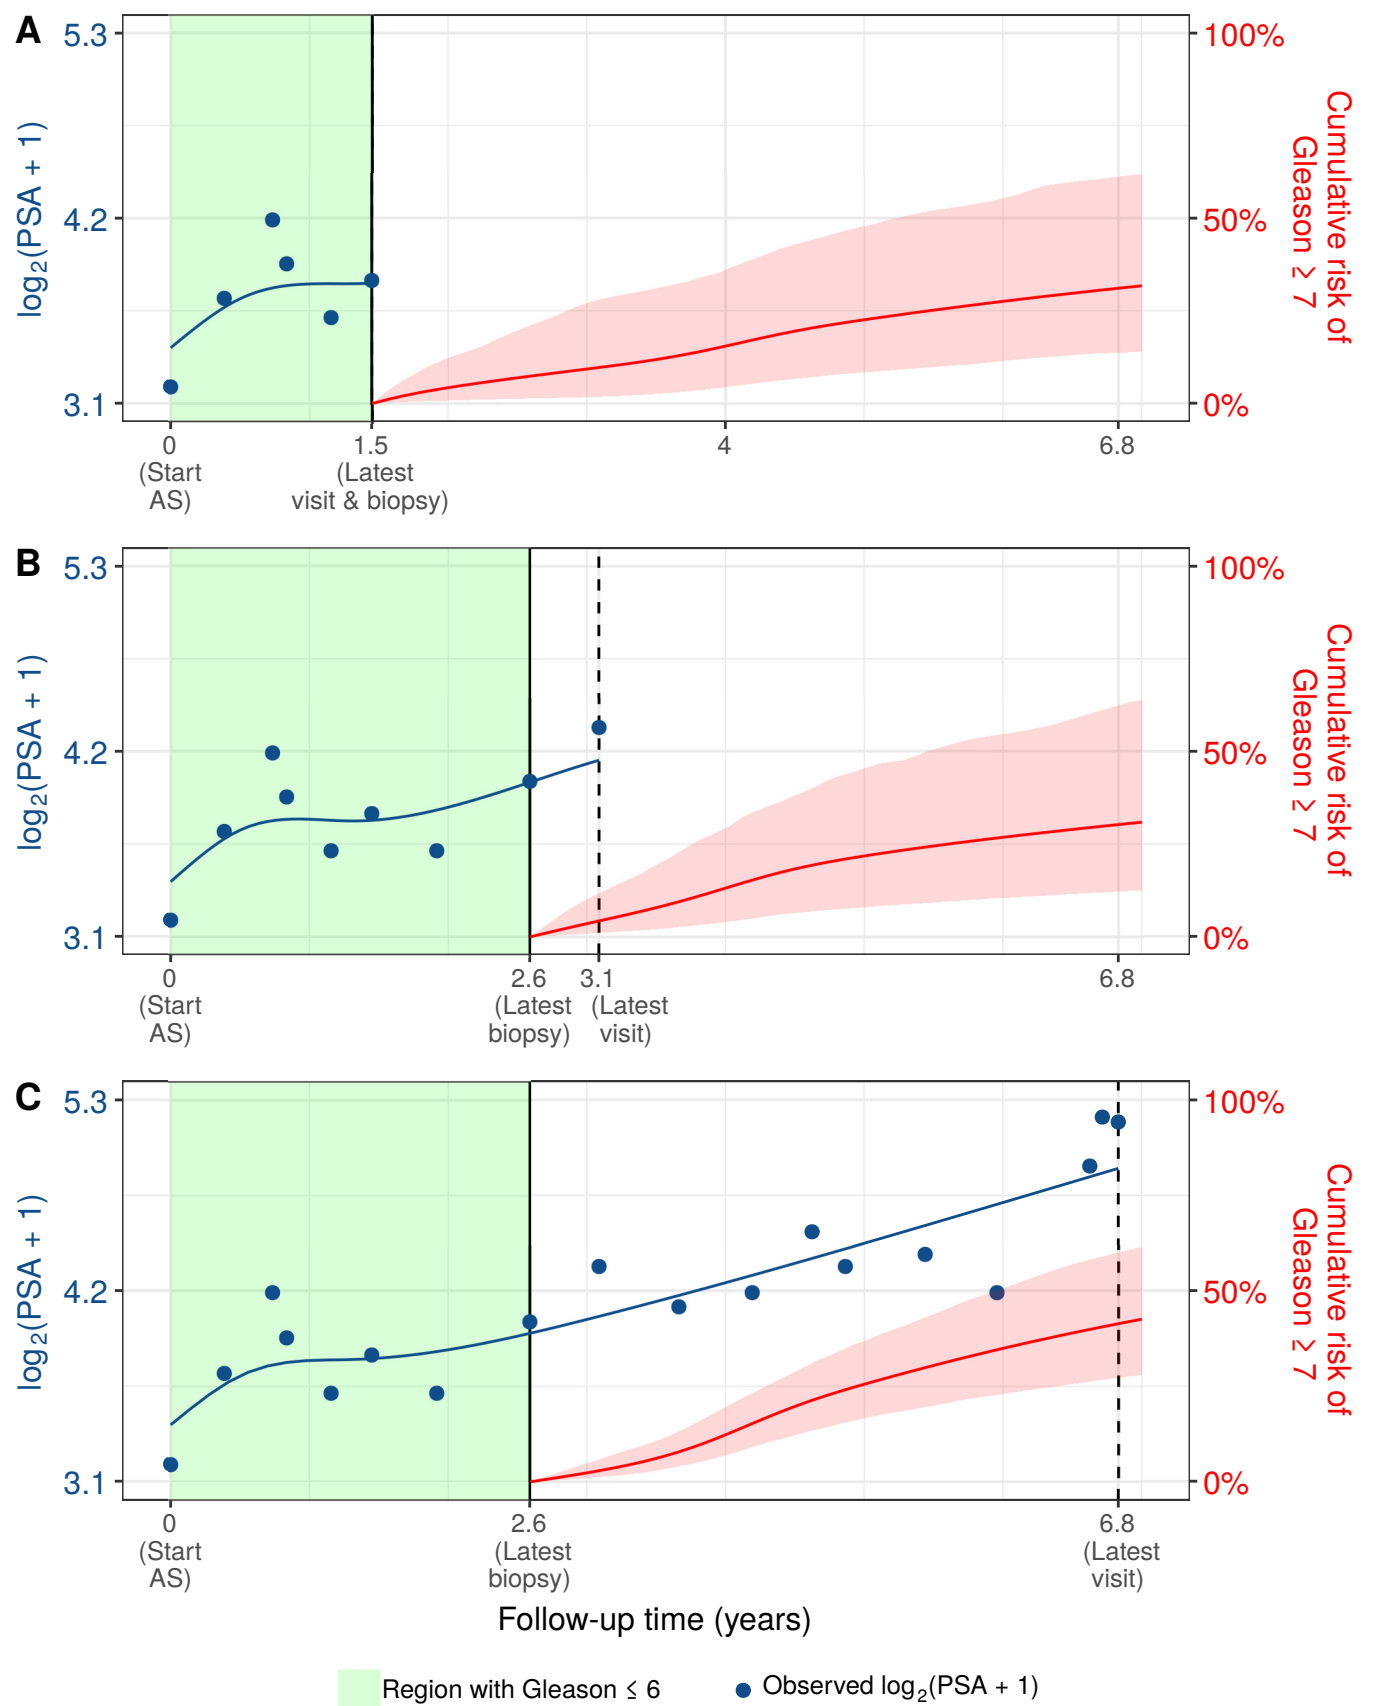 A
5.3
4.2
3.1
log₂(PSA + 1)
100%
50%
0%
Cumulative risk of
Gleason ≥ 7
0
(Start
AS)
1.5
(Latest
visit & biopsy)
4
6.8
B
5.3
4.2
3.1
log₂(PSA + 1)
100%
50%
0%
Cumulative risk of
Gleason ≥ 7
0
(Start
AS)
2.6
(Latest
biopsy)
3.1
(Latest
visit)
6.8
C
5.3
4.2
3.1
log₂(PSA + 1)
100%
50%
0%
Cumulative risk of
Gleason ≥ 7
0
(Start
AS)
2.6
(Latest
biopsy)
6.8
(Latest
visit)
Follow-up time (years)
Region with Gleason ≤ 6
Observed log₂(PSA + 1)